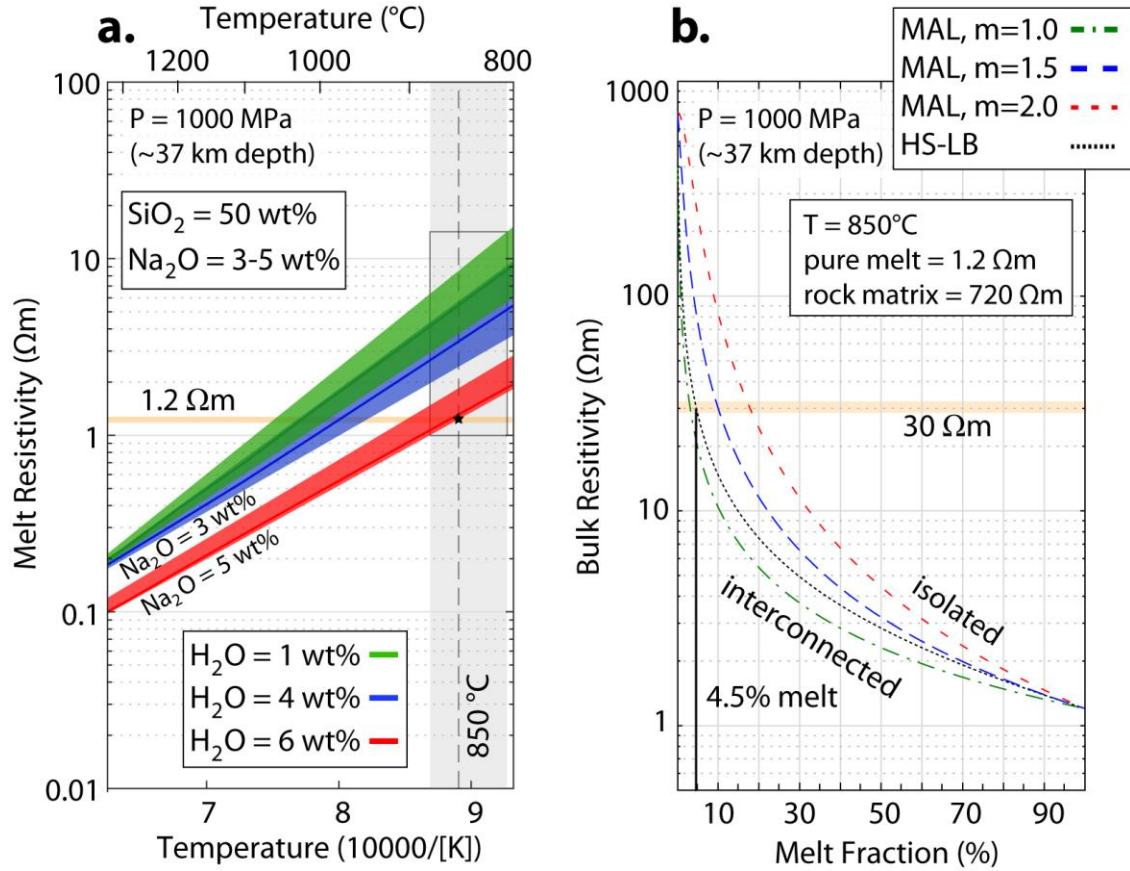 a.
Temperature (°C)
1200
1000
800
100
10
1
0.1
0.01
Melt Resistivity (Ωm)
P = 1000 MPa
(~37 km depth)
SiO₂ = 50 wt%
Na₂O = 3-5 wt%
1.2 Ωm
Na₂O = 3 wt%
Na₂O = 5 wt%
H₂O = 1 wt%
H₂O = 4 wt%
H₂O = 6 wt%
850 °C
7
8
9
Temperature (10000/[K])
b.
MAL, m=1.0
MAL, m=1.5
MAL, m=2.0
HS-LB
1000
100
10
1
Bulk Resitivity (Ωm)
P = 1000 MPa
(~37 km depth)
T = 850°C
pure melt = 1.2 Ωm
rock matrix = 720 Ωm
30 Ωm
isolated
interconnected
4.5% melt
10
30
50
70
90
Melt Fraction (%)